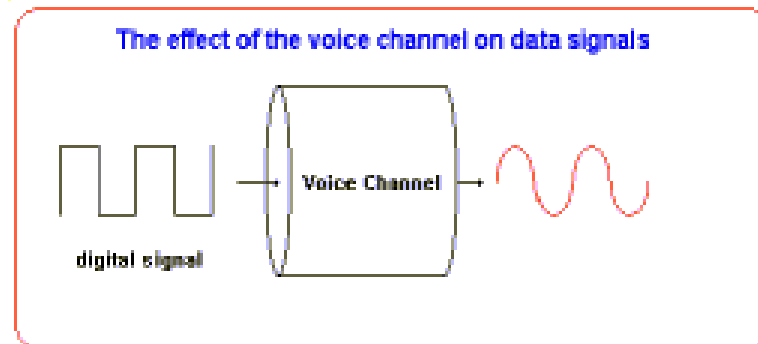 The effect of the voice channel on data signals
Voice Channel
digital signal